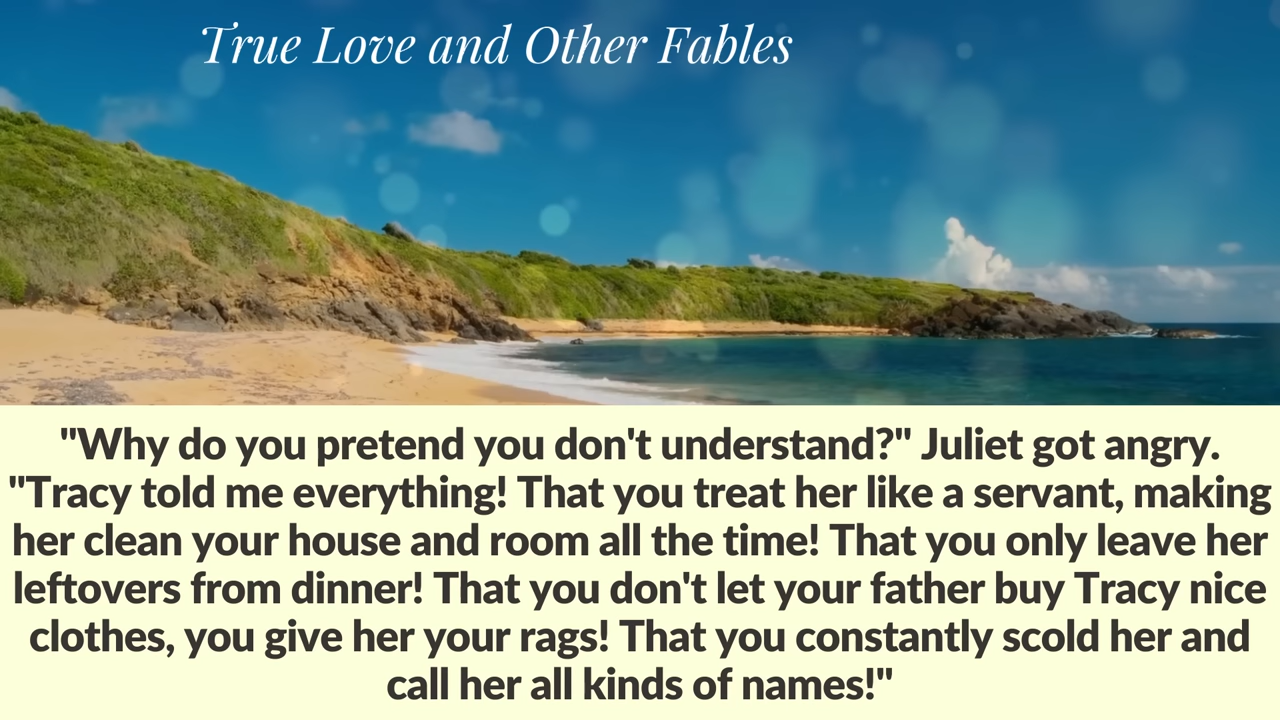 True Love and Other Fables
"Why do you pretend you don't understand?" Juliet got angry.
"Tracy told me everything! That you treat her like a servant, making
her clean your house and room all the time! That you only leave her
leftovers from dinner! That you don't let your father buy Tracy nice
clothes, you give her your rags! That you constantly scold her and
call her all kinds of names!"